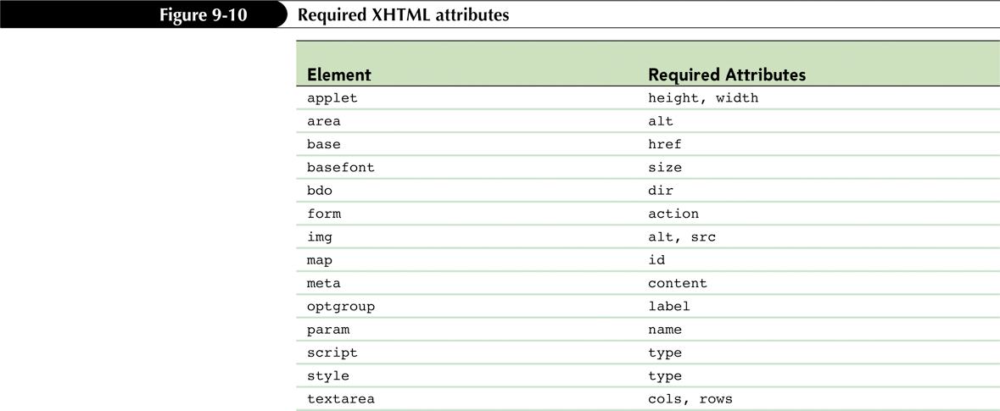 Figure 9-10 Required XHTML attributes
Element Required Attributes
applet height, width
area alt
base href
basefont size
bdo dir
form action
img alt, src
map id
meta content
optgroup label
param name
script type
style type
textarea cols, rows